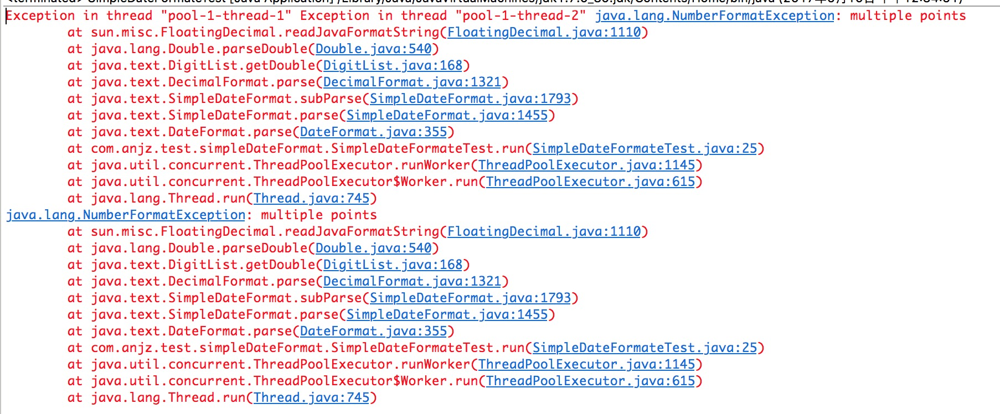 Exception in thread "pool-1-thread-1" Exception in thread "pool-1-thread-2" java.lang.NumberFormatException: multiple points
at sun.misc.FloatingDecimal.readJavaFormatString(FloatingDecimal.java:1110)
at java.lang.Double.parseDouble(Double.java:540)
at java.text.DigitList.getDouble(DigitList.java:168)
at java.text.DecimalFormat.parse(DecimalFormat.java:1321)
at java.text.SimpleDateFormat.subParse(SimpleDateFormat.java:1793)
at java.text.SimpleDateFormat.parse(SimpleDateFormat.java:1455)
at java.text.DateFormat.parse(DateFormat.java:355)
at com.anjz.test.simpleDateFormat.SimpleDateFormateTest.run(SimpleDateFormateTest.java:25)
at java.util.concurrent.ThreadPoolExecutor.runWorker(ThreadPoolExecutor.java:1145)
at java.util.concurrent.ThreadPoolExecutor$Worker.run(ThreadPoolExecutor.java:615)
at java.lang.Thread.run(Thread.java:745)
java.lang.NumberFormatException: multiple points
at sun.misc.FloatingDecimal.readJavaFormatString(FloatingDecimal.java:1110)
at java.lang.Double.parseDouble(Double.java:540)
at java.text.DigitList.getDouble(DigitList.java:168)
at java.text.DecimalFormat.parse(DecimalFormat.java:1321)
at java.text.SimpleDateFormat.subParse(SimpleDateFormat.java:1793)
at java.text.SimpleDateFormat.parse(SimpleDateFormat.java:1455)
at java.text.DateFormat.parse(DateFormat.java:355)
at com.anjz.test.simpleDateFormat.SimpleDateFormateTest.run(SimpleDateFormateTest.java:25)
at java.util.concurrent.ThreadPoolExecutor.runWorker(ThreadPoolExecutor.java:1145)
at java.util.concurrent.ThreadPoolExecutor$Worker.run(ThreadPoolExecutor.java:615)
at java.lang.Thread.run(Thread.java:745)